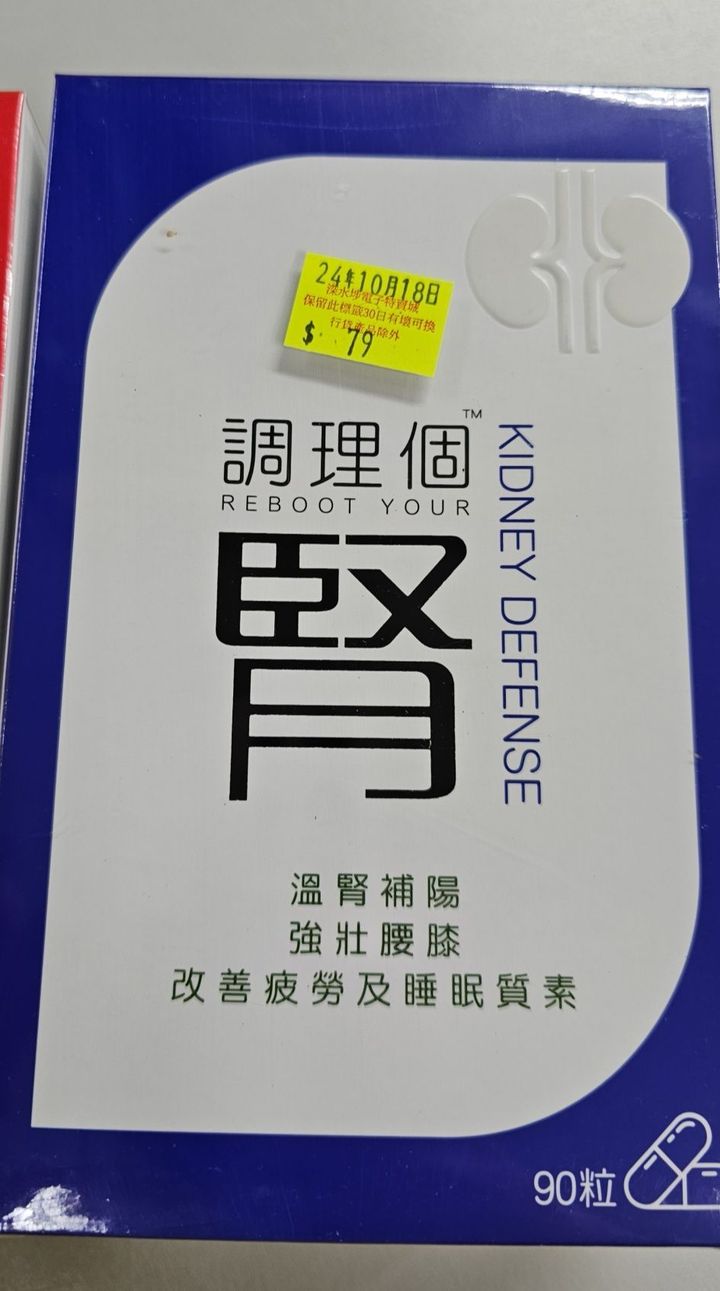 24年10月18日
深水埗電子特賣城
保留此標籤30日有壞可換
行貨產品除外
$ 79
調理個™
REBOOT YOUR
腎
KIDNEY DEFENSE
溫腎補陽
強壯腰膝
改善疲勞及睡眠質素
90粒